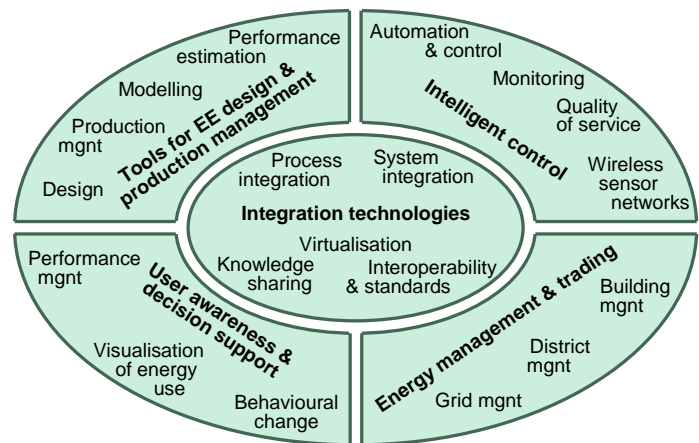 Performance
estimation
Modelling
Production
mgnt
Design
Tools for EE design &
production management
Automation
& control
Monitoring
Quality
of service
Wireless
sensor
networks
Intelligent control
Process
integration
System
integration
Integration technologies
Virtualisation
Knowledge
sharing
Interoperability
& standards
Performance
mgnt
User awareness &
decision support
Visualisation
of energy
use
Behavioural
change
Energy management & trading
Building
mgnt
District
mgnt
Grid mgnt